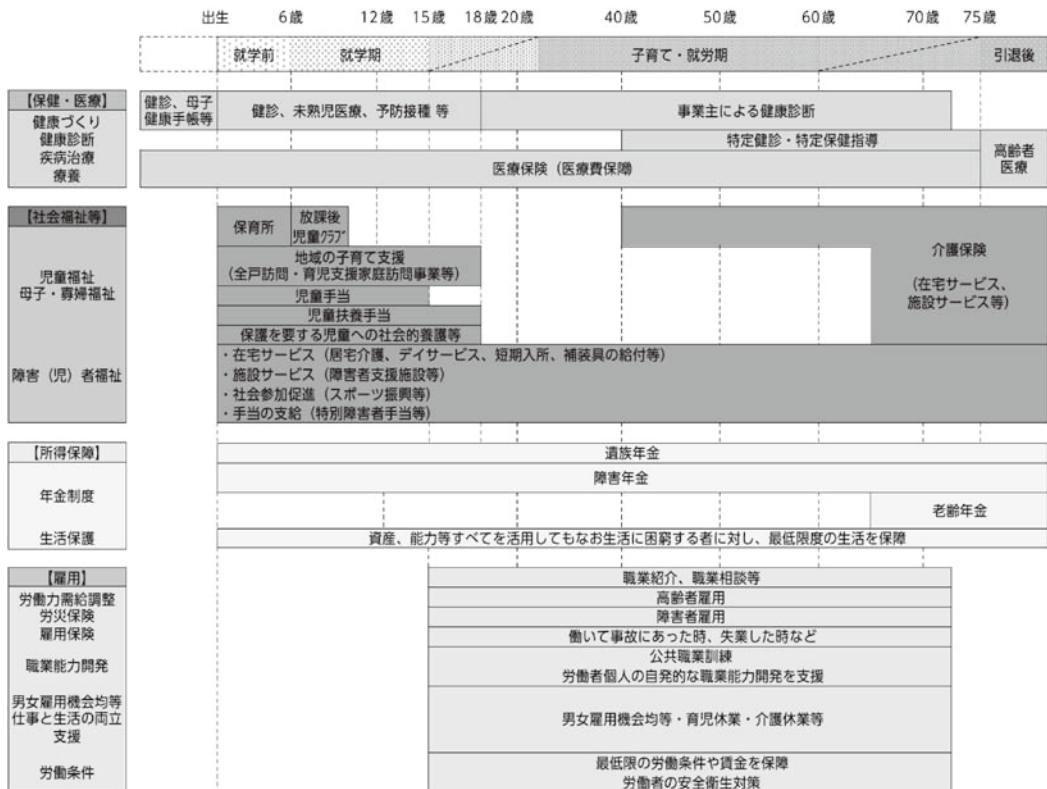 出生 6歳 12歳 15歳 18歳 20歳 40歳 50歳 60歳 70歳 75歳
就学前 就学期 子育て・就労期 引退後
【保健・医療】
健康づくり
健康診断
疾病治療
療養
健診、母子
健康手帳等
健診、未熟児医療、予防接種 等
事業主による健康診断
特定健診・特定保健指導
医療保険（医療費保障）
高齢者
医療
【社会福祉等】
児童福祉
母子・寡婦福祉
障害（児）者福祉
保育所
放課後
児童クラブ
地域の子育て支援
（全戸訪問・育児支援家庭訪問事業等）
児童手当
児童扶養手当
保護を要する児童への社会的養護等
介護保険
（在宅サービス、
施設サービス等）
・在宅サービス（居宅介護、デイサービス、短期入所、補装具の給付等）
・施設サービス（障害者支援施設等）
・社会参加促進（スポーツ振興等）
・手当の支給（特別障害者手当等）
【所得保障】
年金制度
生活保護
遺族年金
障害年金
老齢年金
資産、能力等すべてを活用してもなお生活に困窮する者に対し、最低限度の生活を保障
【雇用】
労働力需給調整
労災保険
雇用保険
職業能力開発
男女雇用機会均等
仕事と生活の両立
支援
労働条件
職業紹介、職業相談等
高齢者雇用
障害者雇用
働いて事故にあった時、失業した時など
公共職業訓練
労働者個人の自発的な職業能力開発を支援
男女雇用機会均等・育児休業・介護休業等
最低限の労働条件や賃金を保障
労働者の安全衛生対策